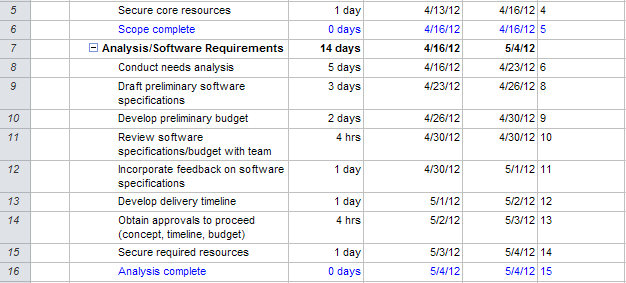 5 Secure core resources 1 day 4/13/12 4/16/12 4
6 Scope complete 0 days 4/16/12 4/16/12 5
7 Analysis/Software Requirements 14 days 4/16/12 5/4/12
8 Conduct needs analysis 5 days 4/16/12 4/23/12 6
9 Draft preliminary software 3 days 4/23/12 4/26/12 8
specifications
10 Develop preliminary budget 2 days 4/26/12 4/30/12 9
11 Review software 4 hrs 4/30/12 4/30/12 10
specifications/budget with team
12 Incorporate feedback on software 1 day 4/30/12 5/1/12 11
specifications
13 Develop delivery timeline 1 day 5/1/12 5/2/12 12
14 Obtain approvals to proceed 4 hrs 5/2/12 5/3/12 13
(concept, timeline, budget)
15 Secure required resources 1 day 5/3/12 5/4/12 14
16 Analysis complete 0 days 5/4/12 5/4/12 15